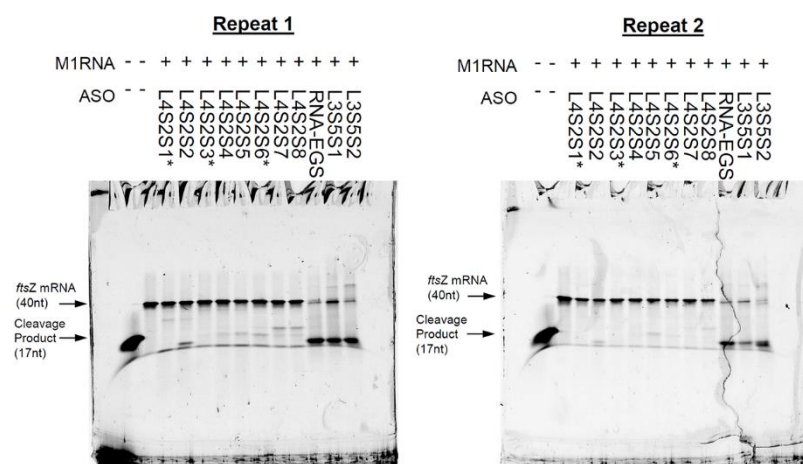 Repeat 1
M1RNA - - + + + + + + + + + + +
ASO - - L4S2S1* L4S2S2 L4S2S3* L4S2S4 L4S2S5 L4S2S6* L4S2S7 L4S2S8 RNA-EGS L3S5S1 L3S5S2
ftsZ mRNA
(40nt)
Cleavage
Product
(17nt)
Repeat 2
M1RNA - - + + + + + + + + + + +
ASO - - L4S2S1* L4S2S2 L4S2S3* L4S2S4 L4S2S5 L4S2S6* L4S2S7 L4S2S8 RNA-EGS L3S5S1 L3S5S2
ftsZ mRNA
(40nt)
Cleavage
Product
(17nt)